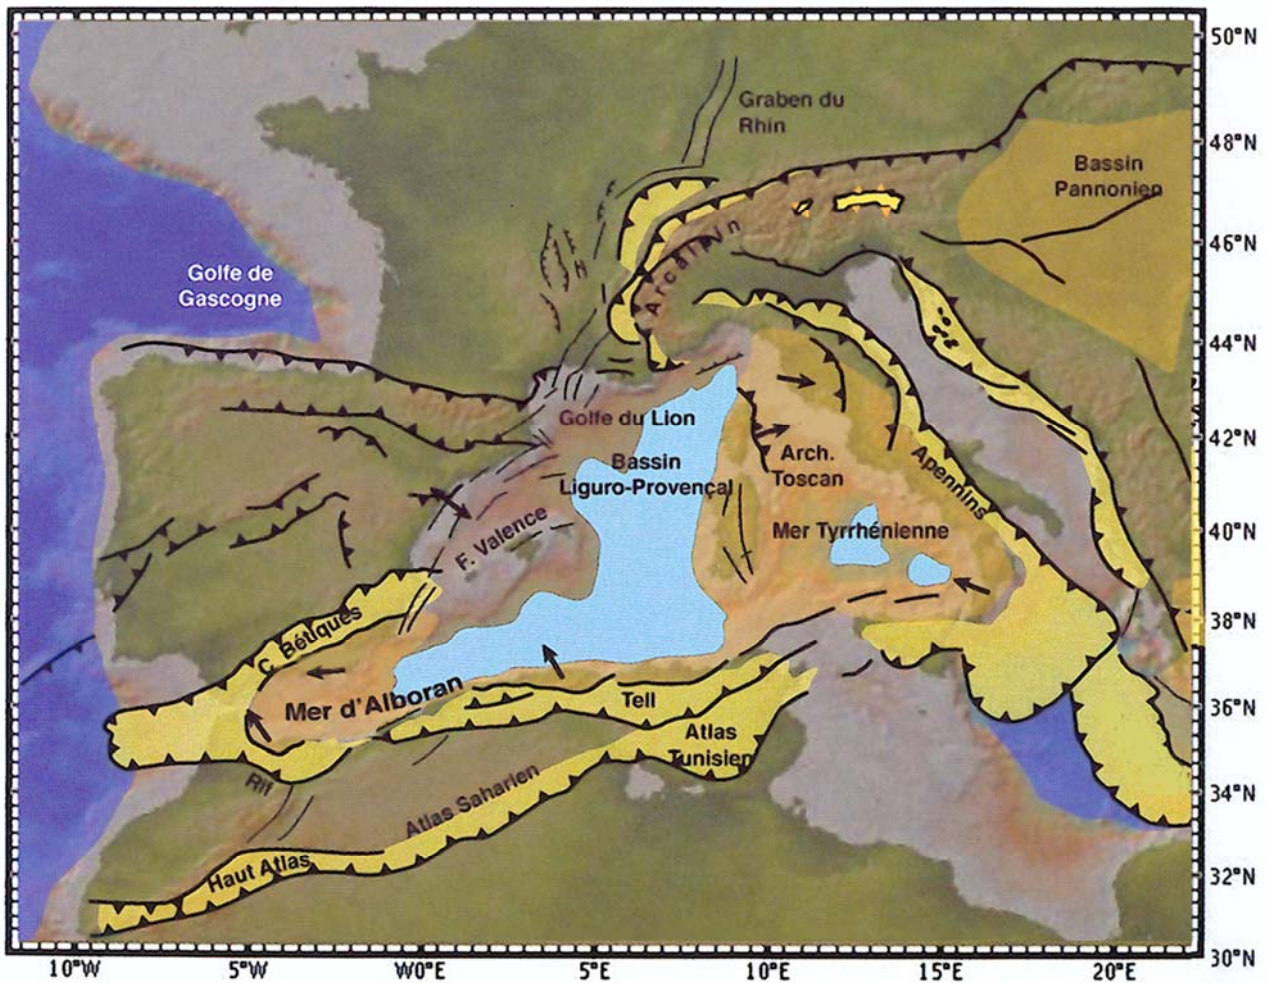 50°N
Graben du
Rhin
48°N
Bassin
Pannonien
46°N
Arc alpin
Golfe de
Gascogne
44°N
Golfe du Lion
42°N
Bassin
Liguro-Provençal
Arch.
Toscan
Apennins
F. Valence
Mer Tyrrhénienne
40°N
C. Bétiques
38°N
Mer d'Alboran
Tell
36°N
Atlas
Tunisien
Rif
Atlas Saharien
34°N
Haut Atlas
32°N
30°N
10°W
5°W
W0°E
5°E
10°E
15°E
20°E